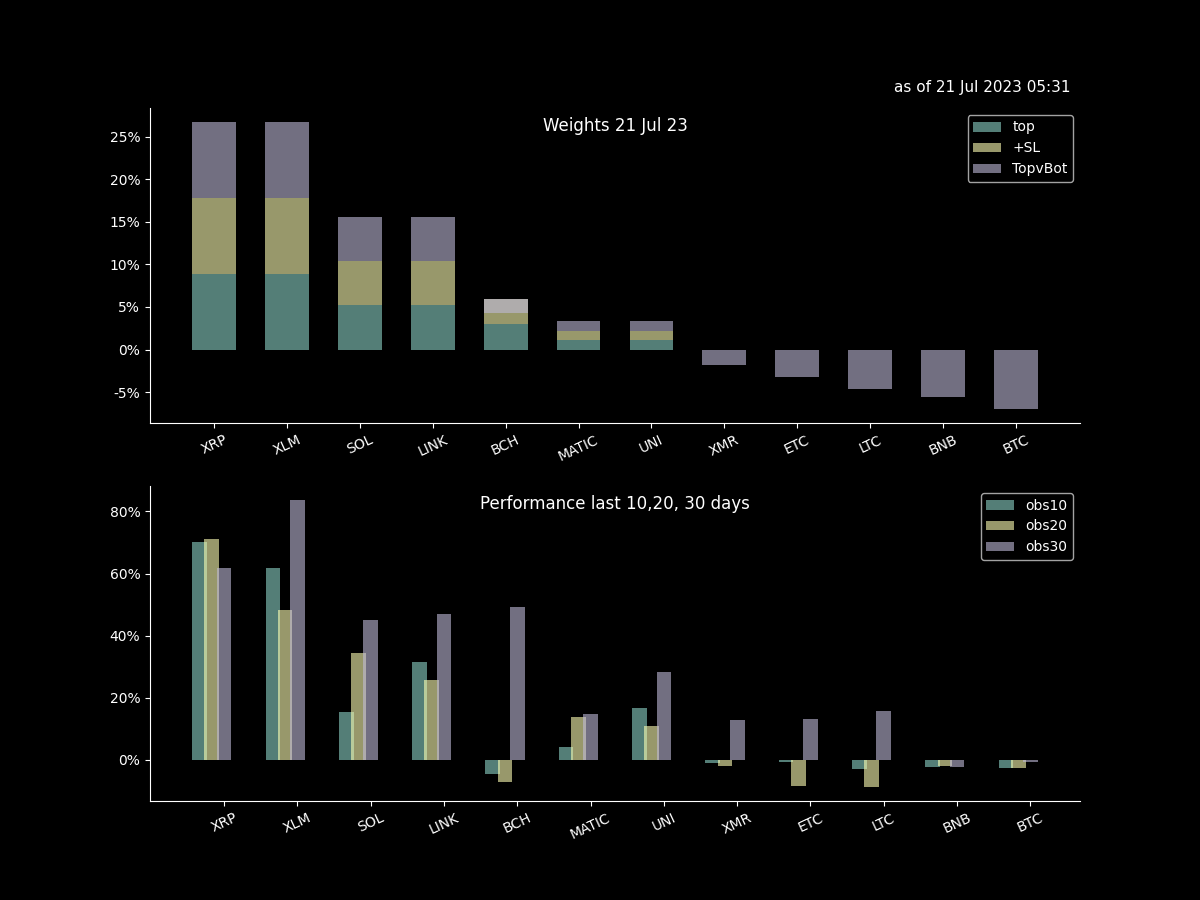 as of 21 Jul 2023 05:31
Weights 21 Jul 23
top
+SL
TopvBot
25%
20%
15%
10%
5%
0%
-5%
XRP XLM SOL LINK BCH MATIC UNI XMR ETC LTC BNB BTC
Performance last 10,20, 30 days
obs10
obs20
obs30
80%
60%
40%
20%
0%
XRP XLM SOL LINK BCH MATIC UNI XMR ETC LTC BNB BTC